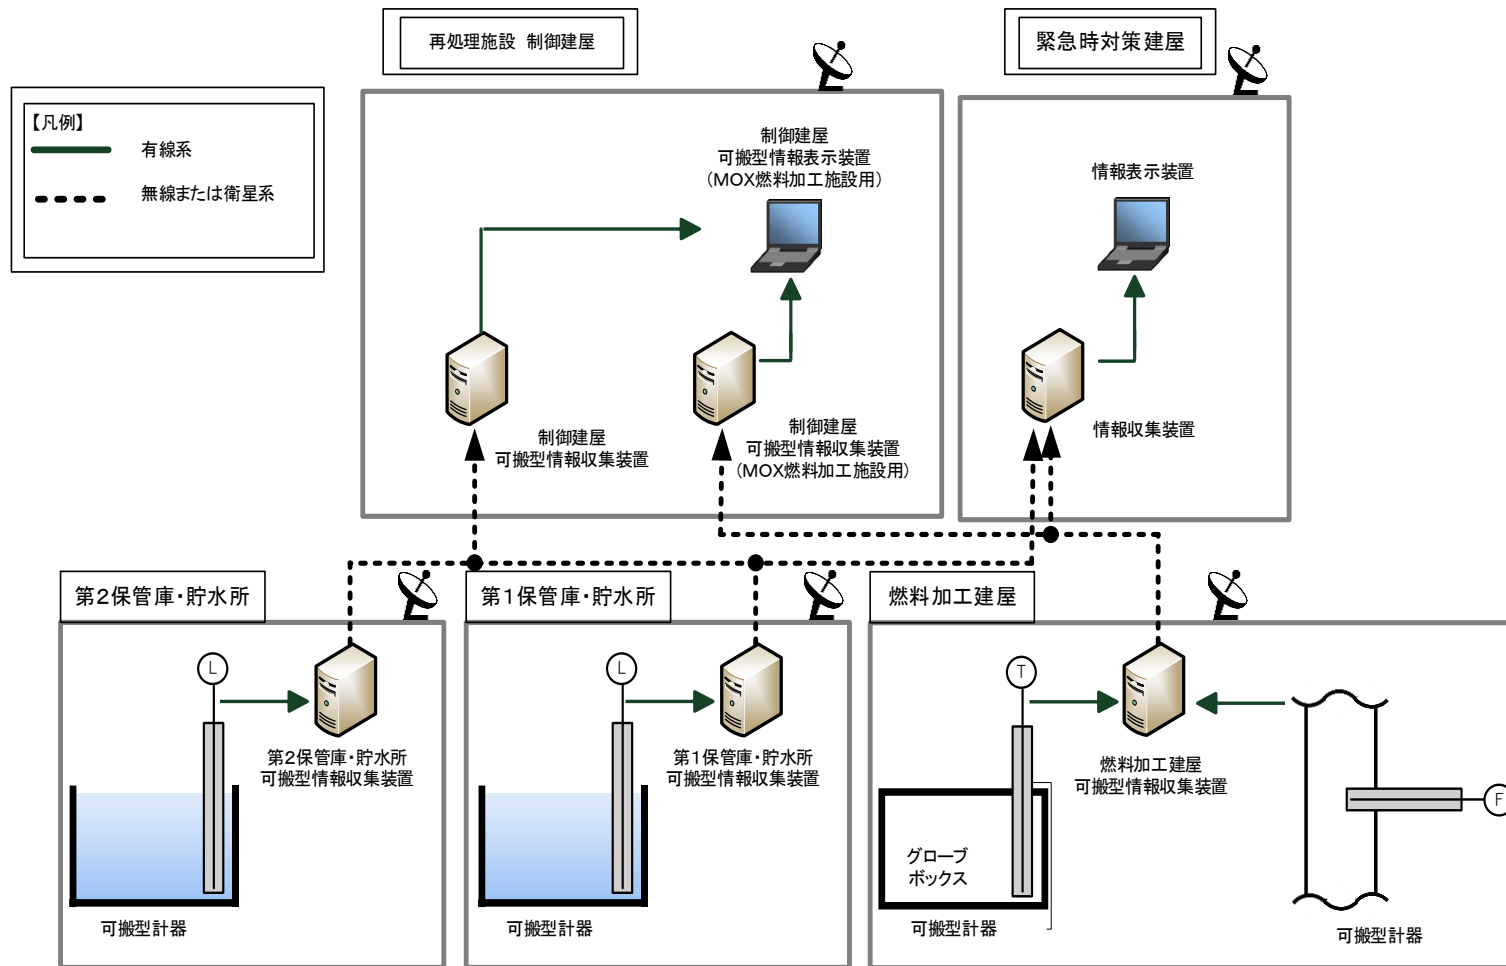 再処理施設 制御建屋
緊急時対策建屋
【凡例】
有線系
無線または衛星系
制御建屋
可搬型情報表示装置
(MOX燃料加工施設用)
情報表示装置
制御建屋
可搬型情報収集装置
制御建屋
可搬型情報収集装置
(MOX燃料加工施設用)
情報収集装置
第2保管庫・貯水所
第1保管庫・貯水所
燃料加工建屋
L
L
T
第2保管庫・貯水所
可搬型情報収集装置
第1保管庫・貯水所
可搬型情報収集装置
燃料加工建屋
可搬型情報収集装置
F
グローブ
ボックス
可搬型計器
可搬型計器
可搬型計器
可搬型計器